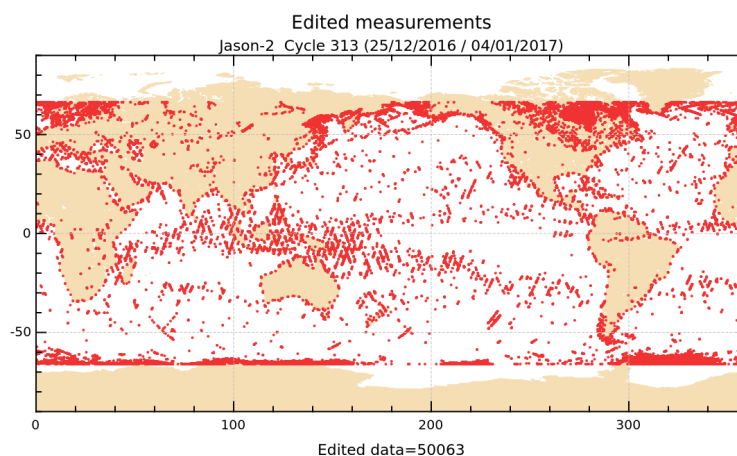 Edited measurements
Jason-2 Cycle 313 (25/12/2016 / 04/01/2017)
50
0
-50
0 100 200 300
Edited data=50063